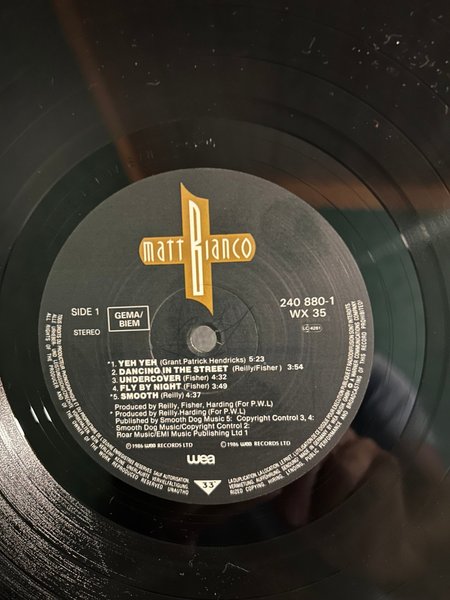 matt Bianco
SIDE 1
GEMA/
BIEM
STEREO
240 880-1
WX 35
LC 4281
*1. YEH YEH (Grant Patrick Hendricks) 5:23
2. DANCING IN THE STREET (Reilly/Fisher) 3:54
3. UNDERCOVER (Fisher) 4:32
4. FLY BY NIGHT (Fisher) 3:49
*5. SMOOTH (Reilly) 4:37
Produced by Reilly, Fisher, Harding (For P.W.L)
* Produced by Reilly.Harding (For P.W.L)
Published by Smooth Dog Music 5: Copyright Control 3, 4:
Smooth Dog Music/Copyright Control 2:
Roar Music/EMI Music Publishing Ltd 1
℗ 1986 wea RECORDS LTD © 1986 wea RECORDS LTD
wea
33